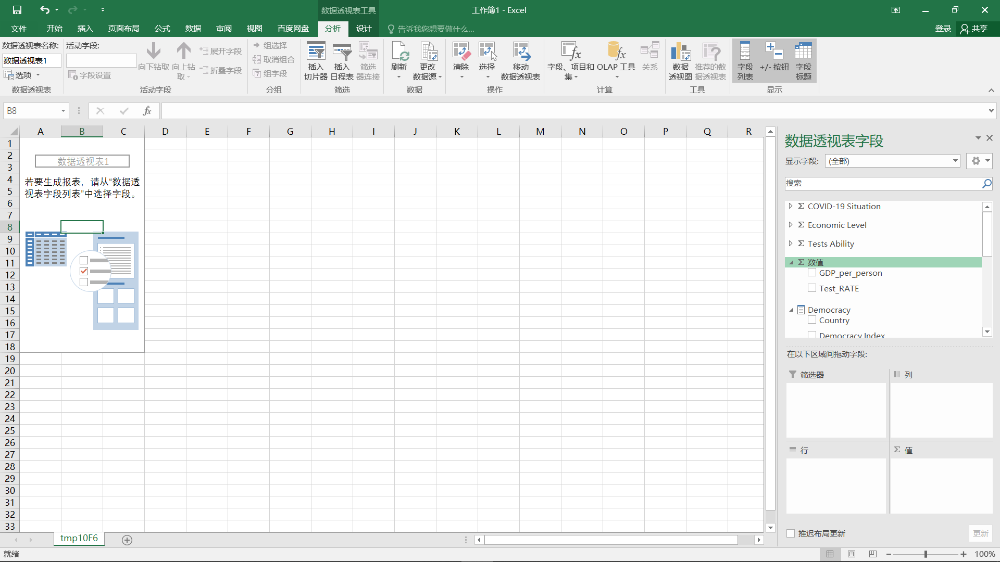 数据透视表工具
工作簿1 - Excel
文件 开始 插入 页面布局 公式 数据 审阅 视图 百度网盘 分析 设计 告诉我您想要做什么... 登录 共享
数据透视表名称:
数据透视表1
选项
数据透视表
活动字段:
字段设置
向下钻取
向上钻取
展开字段
折叠字段
活动字段
组选择
取消组合
组字段
分组
插入
切片器
插入
日程表
筛选
器连接
筛选
刷新
更改
数据源
数据
清除
选择
移动
数据透视表
操作
字段、项目和
集
OLAP 工具
关系
计算
数据
透视图
推荐的数
据透视表
工具
字段
列表
+/- 按钮
字段
标题
显示
B8
fx
A B C D E F G H I J K L M N O P Q R
1
2
3
4
5
6
7
8
9
10
11
12
13
14
15
16
17
18
19
20
21
22
23
24
25
26
27
28
29
30
31
32
33
数据透视表1
若要生成报表，请从“数据透
视表字段列表”中选择字段。
数据透视表字段
显示字段: (全部)
搜索
Σ COVID-19 Situation
Σ Economic Level
Σ Tests Ability
Σ 数值
GDP_per_person
Test_RATE
Democracy
Country
Democracy Index
在以下区域间拖动字段:
筛选器
列
行
Σ 值
推迟布局更新
更新
tmp10F6
就绪
100%